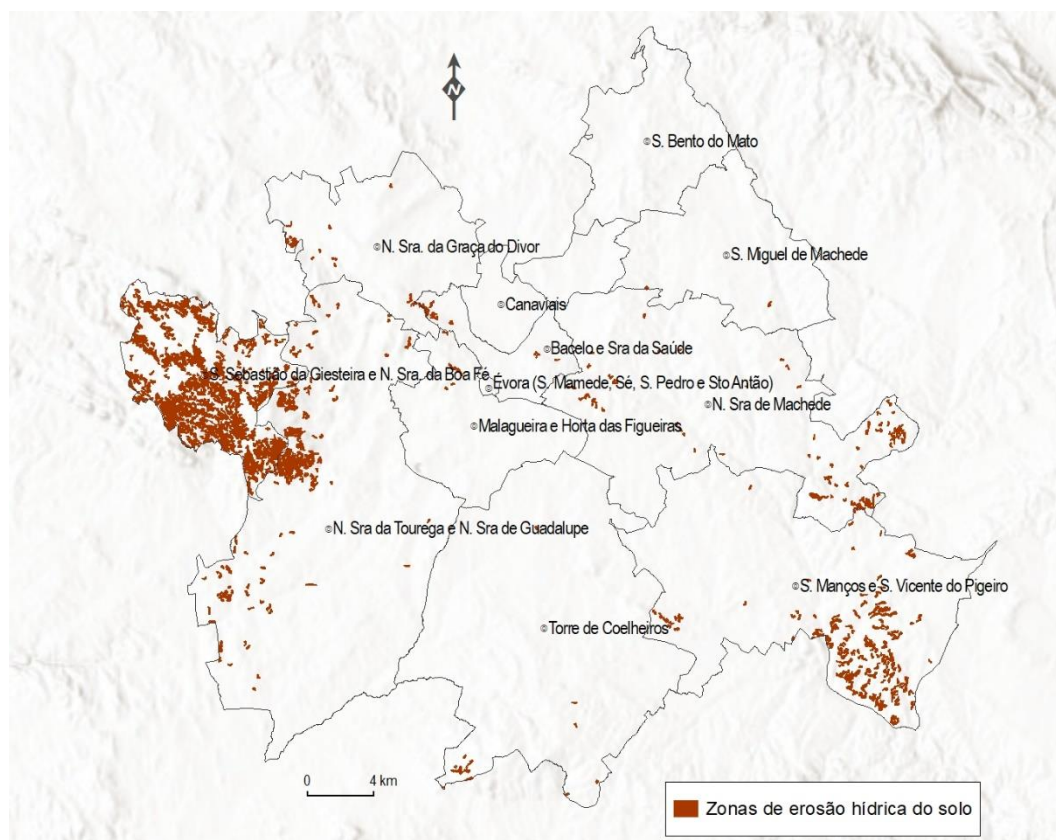 N
S. Bento do Mato
N. Sra. da Graça do Divor
S. Miguel de Machede
Canaviais
Bacelo e Sra da Saúde
S. Sebastião da Giesteira e N. Sra. da Boa Fé
Évora (S. Mamede, Sé, S. Pedro e Sto Antão)
N. Sra de Machede
Malagueira e Horta das Figueiras
N. Sra da Tourega e N. Sra de Guadalupe
S. Manços e S. Vicente do Pigeiro
Torre de Coelheiros
0 4 km
Zonas de erosão hídrica do solo